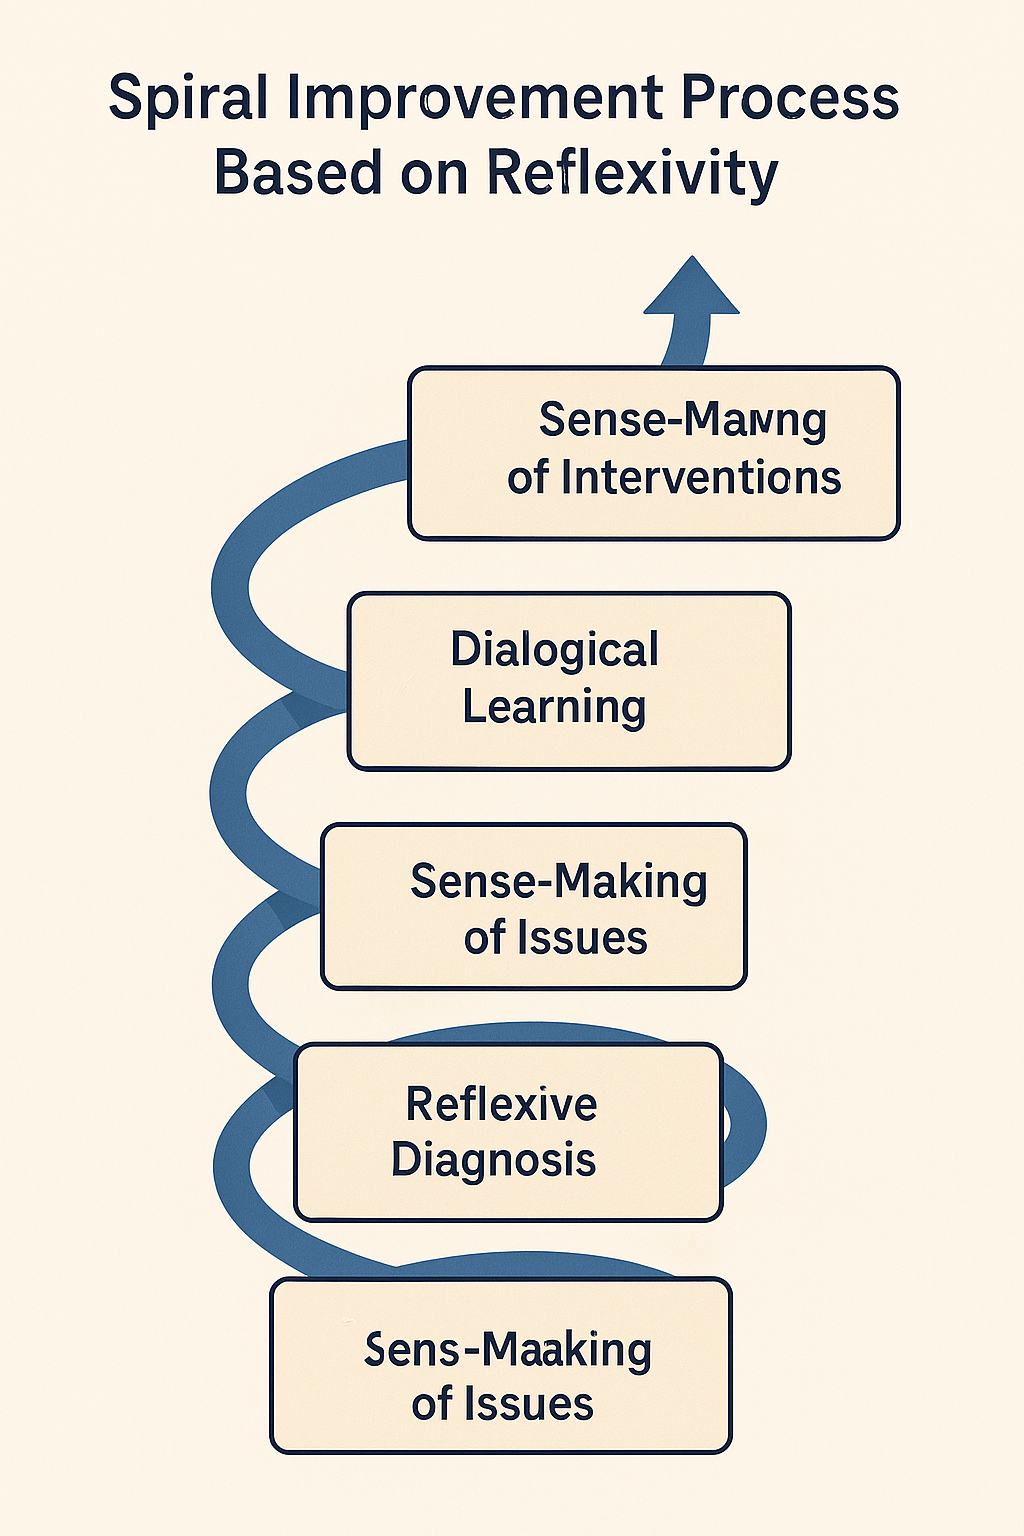 Spiral Improvement Process
Based on Reflexivity
Sense-Maмng
of Interventions
Dialogical
Learning
Sense-Making
of Issues
Reflexive
Diagnosis
Sens-Maaking
of Issues